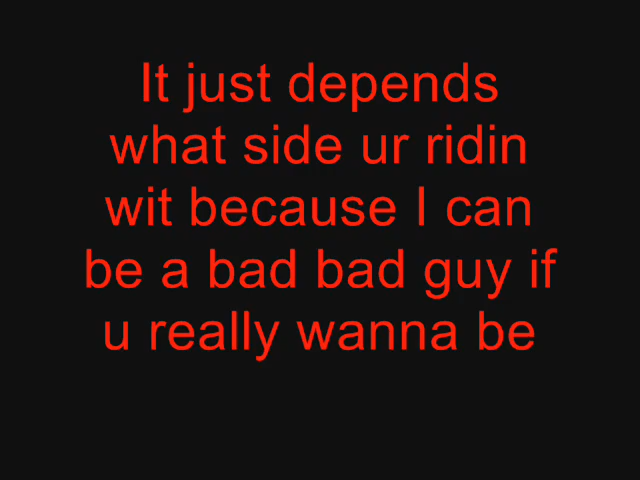 It just depends
what side ur ridin
wit because I can
be a bad bad guy if
u really wanna be